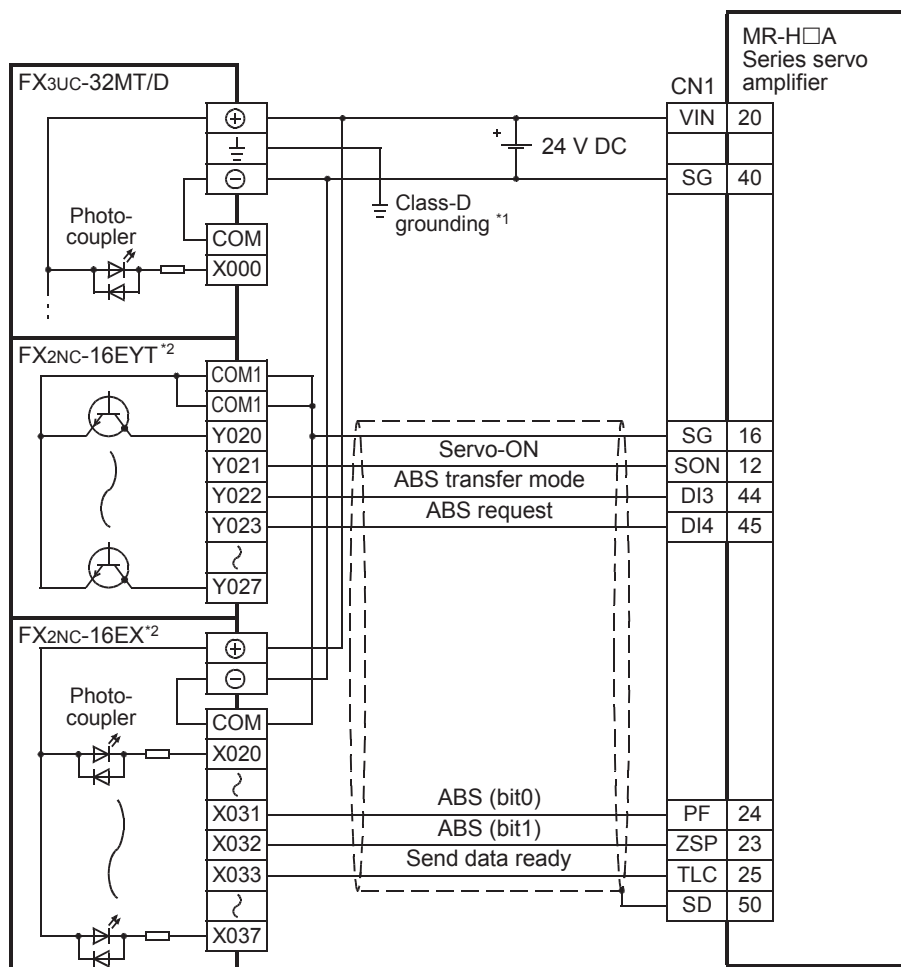 MR-H□A
Series servo
amplifier
FX3UC-32MT/D
CN1
VIN 20
24 V DC
SG 40
Class-D
grounding *1
Photo-
coupler
COM
X000
FX2NC-16EYT*2
COM1
COM1
Y020
SG 16
Servo-ON
Y021
SON 12
ABS transfer mode
Y022
DI3 44
ABS request
Y023
DI4 45
Y027
FX2NC-16EX*2
Photo-
coupler
COM
X020
ABS (bit0)
X031
PF 24
ABS (bit1)
X032
ZSP 23
Send data ready
X033
TLC 25
SD 50
X037